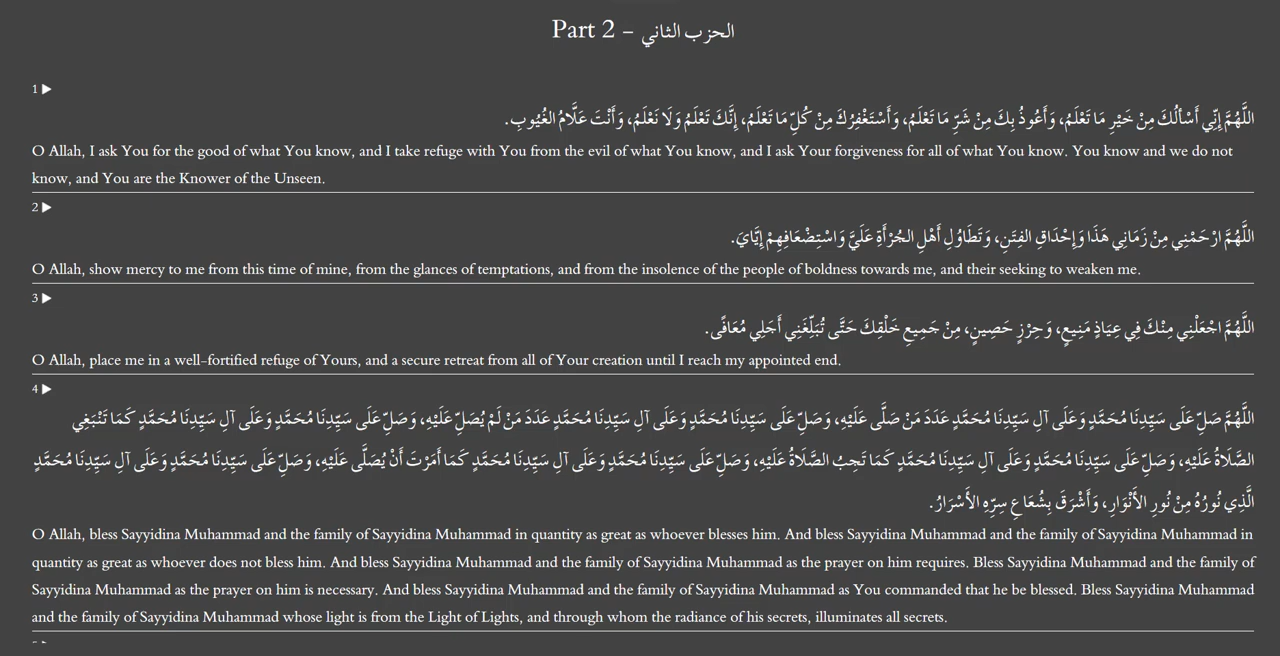 Part 2 – الحزب الثاني
1 ▶
اللَّهُمَّ إِنِّي أَسْأَلُكَ مِنْ خَيْرِ مَا تَعْلَمُ، وَأَعُوذُ بِكَ مِنْ شَرِّ مَا تَعْلَمُ، وَأَسْتَغْفِرُكَ مِنْ كُلِّ مَا تَعْلَمُ، إِنَّكَ تَعْلَمُ وَلَا نَعْلَمُ، وَأَنْتَ عَلَّامُ الغُيُوبِ.
O Allah, I ask You for the good of what You know, and I take refuge with You from the evil of what You know, and I ask Your forgiveness for all of what You know. You know and we do not
know, and You are the Knower of the Unseen.
2 ▶
اللَّهُمَّ ارْحَمْنِي مِنْ زَمَانِي هَذَا وَإِحْدَاقِ الفِتَنِ، وَتَطَاوُلِ أَهْلِ الجُرْأَةِ عَلَيَّ وَاسْتِضْعَافِهِمْ إِيَّايَ.
O Allah, show mercy to me from this time of mine, from the glances of temptations, and from the insolence of the people of boldness towards me, and their seeking to weaken me.
3 ▶
اللَّهُمَّ اجْعَلْنِي مِنْكَ فِي عِيَاذٍ مَنِيعٍ، وَحِرْزٍ حَصِينٍ، مِنْ جَمِيعِ خَلْقِكَ حَتَّى تُبَلِّغَنِي أَجَلِي مُعَافًى.
O Allah, place me in a well-fortified refuge of Yours, and a secure retreat from all of Your creation until I reach my appointed end.
4 ▶
اللَّهُمَّ صَلِّ عَلَى سَيِّدِنَا مُحَمَّدٍ وَعَلَى آلِ سَيِّدِنَا مُحَمَّدٍ عَدَدَ مَنْ صَلَّى عَلَيْهِ، وَصَلِّ عَلَى سَيِّدِنَا مُحَمَّدٍ وَعَلَى آلِ سَيِّدِنَا مُحَمَّدٍ عَدَدَ مَنْ لَمْ يُصَلِّ عَلَيْهِ، وَصَلِّ عَلَى سَيِّدِنَا مُحَمَّدٍ وَعَلَى آلِ سَيِّدِنَا مُحَمَّدٍ كَمَا تَنْبَغِي
الصَّلَاةُ عَلَيْهِ، وَصَلِّ عَلَى سَيِّدِنَا مُحَمَّدٍ وَعَلَى آلِ سَيِّدِنَا مُحَمَّدٍ كَمَا تَجِبُ الصَّلَاةُ عَلَيْهِ، وَصَلِّ عَلَى سَيِّدِنَا مُحَمَّدٍ وَعَلَى آلِ سَيِّدِنَا مُحَمَّدٍ كَمَا أَمَرْتَ أَنْ يُصَلَّى عَلَيْهِ، وَصَلِّ عَلَى سَيِّدِنَا مُحَمَّدٍ وَعَلَى آلِ سَيِّدِنَا مُحَمَّدٍ
الَّذِي نُورُهُ مِنْ نُورِ الأَنْوَارِ، وَأَشْرَقَ بِشُعَاعِ سِرِّهِ الأَسْرَارُ.
O Allah, bless Sayyidina Muhammad and the family of Sayyidina Muhammad in quantity as great as whoever blesses him. And bless Sayyidina Muhammad and the family of Sayyidina Muhammad in
quantity as great as whoever does not bless him. And bless Sayyidina Muhammad and the family of Sayyidina Muhammad as the prayer on him requires. Bless Sayyidina Muhammad and the family of
Sayyidina Muhammad as the prayer on him is necessary. And bless Sayyidina Muhammad and the family of Sayyidina Muhammad as You commanded that he be blessed. Bless Sayyidina Muhammad
and the family of Sayyidina Muhammad whose light is from the Light of Lights, and through whom the radiance of his secrets, illuminates all secrets.